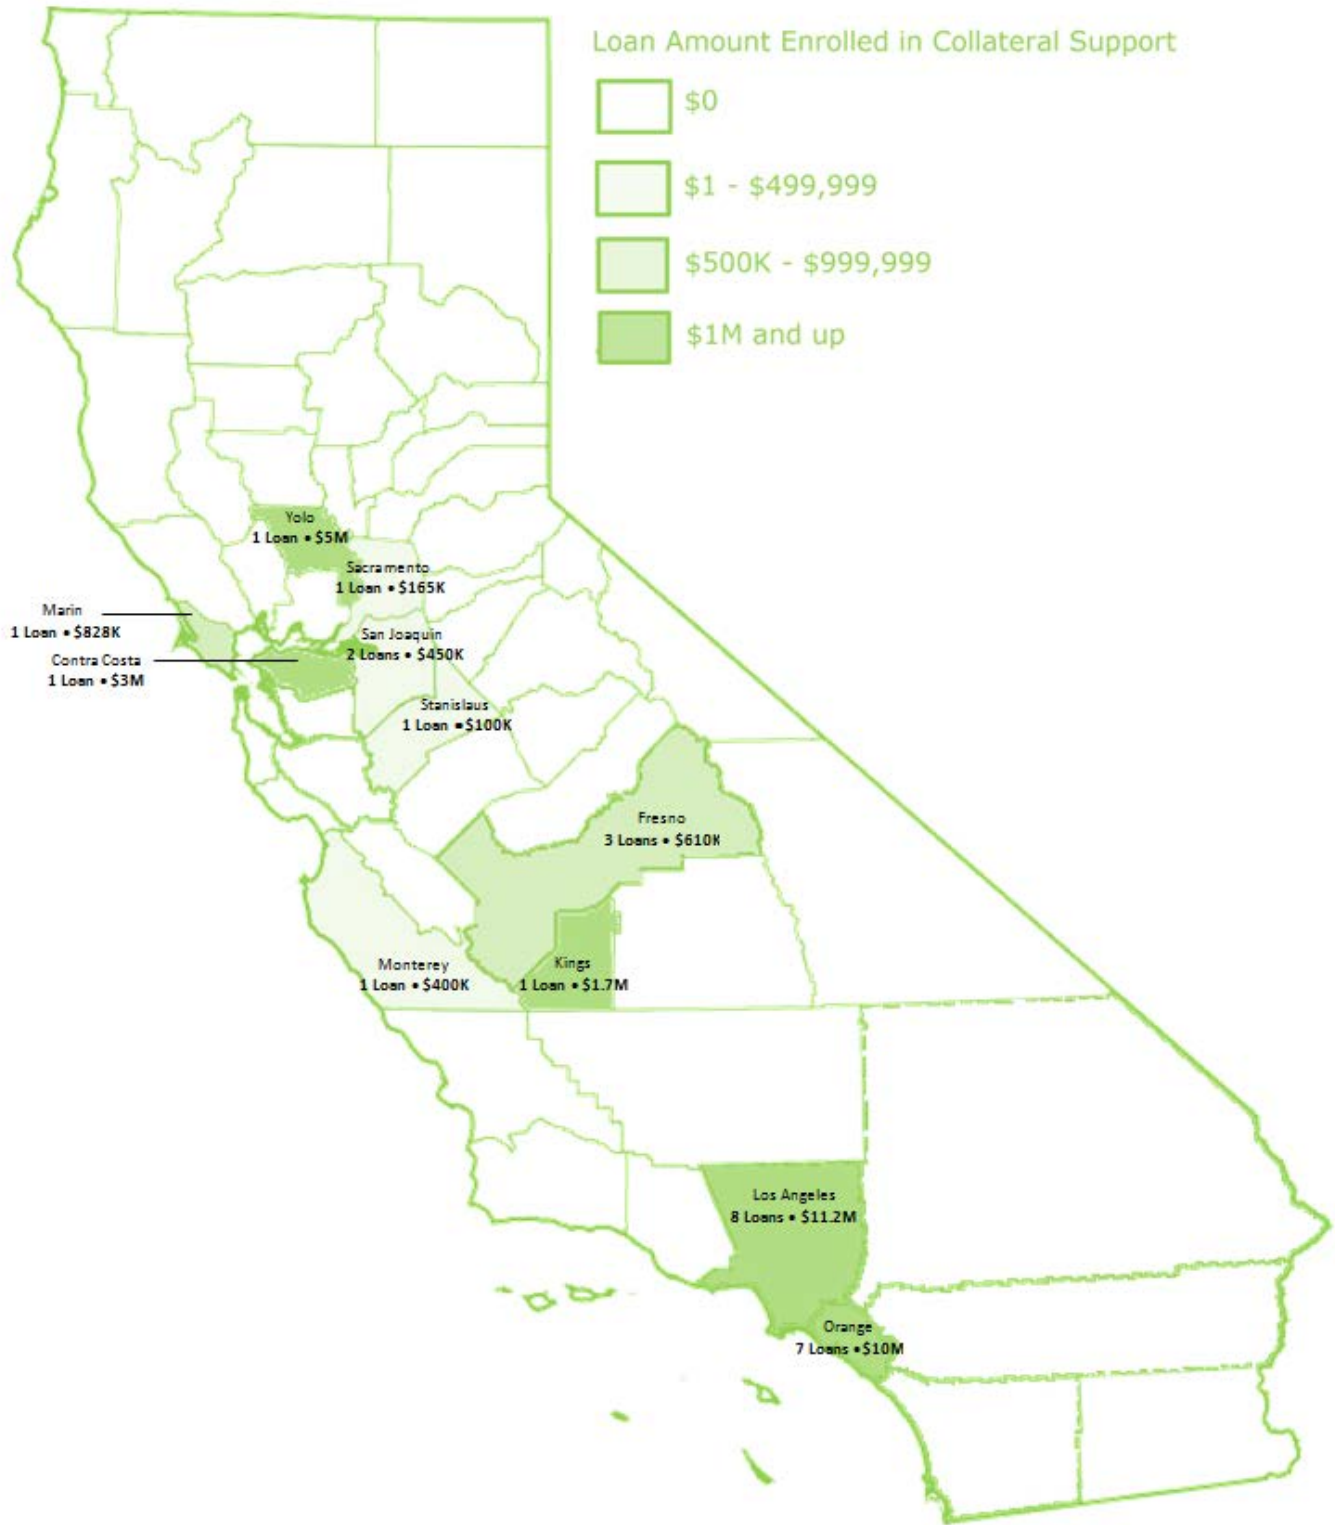 Loan Amount Enrolled in Collateral Support
$0
$1 - $499,999
$500K - $999,999
$1M and up
Yolo
1 Loan • $5M
Sacramento
1 Loan • $165K
Marin
1 Loan • $828K
San Joaquin
2 Loans • $450K
Contra Costa
1 Loan • $3M
Stanislaus
1 Loan • $100K
Fresno
3 Loans • $610K
Monterey
1 Loan • $400K
Kings
1 Loan • $1.7M
Los Angeles
8 Loans • $11.2M
Orange
7 Loans • $10M